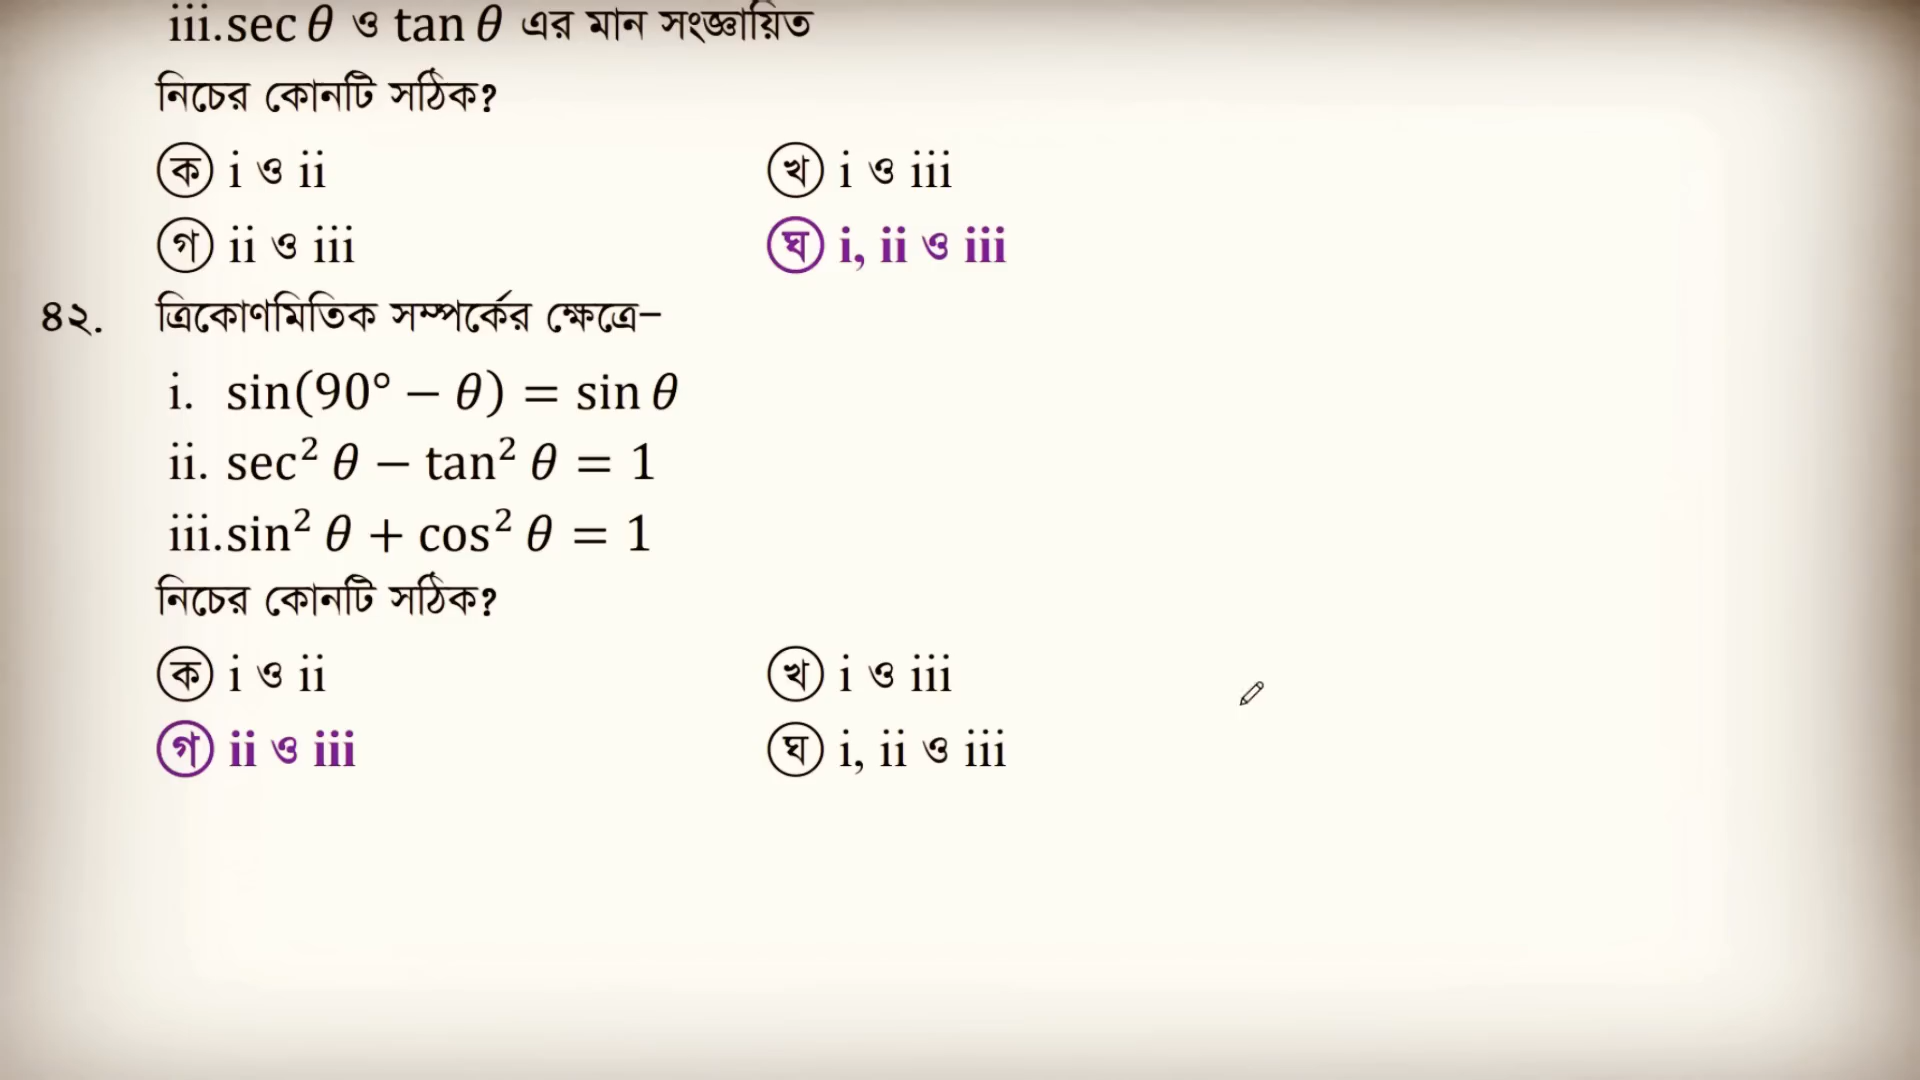 iii.sec θ ও tan θ এর মান সংজ্ঞায়িত
নিচের কোনটি সঠিক?
ক i ও ii খ i ও iii
গ ii ও iii ঘ i, ii ও iii
৪২. ত্রিকোণমিতিক সম্পর্কের ক্ষেত্রে–
i. sin(90° − θ) = sin θ
ii. sec² θ − tan² θ = 1
iii.sin² θ + cos² θ = 1
নিচের কোনটি সঠিক?
ক i ও ii খ i ও iii
গ ii ও iii ঘ i, ii ও iii